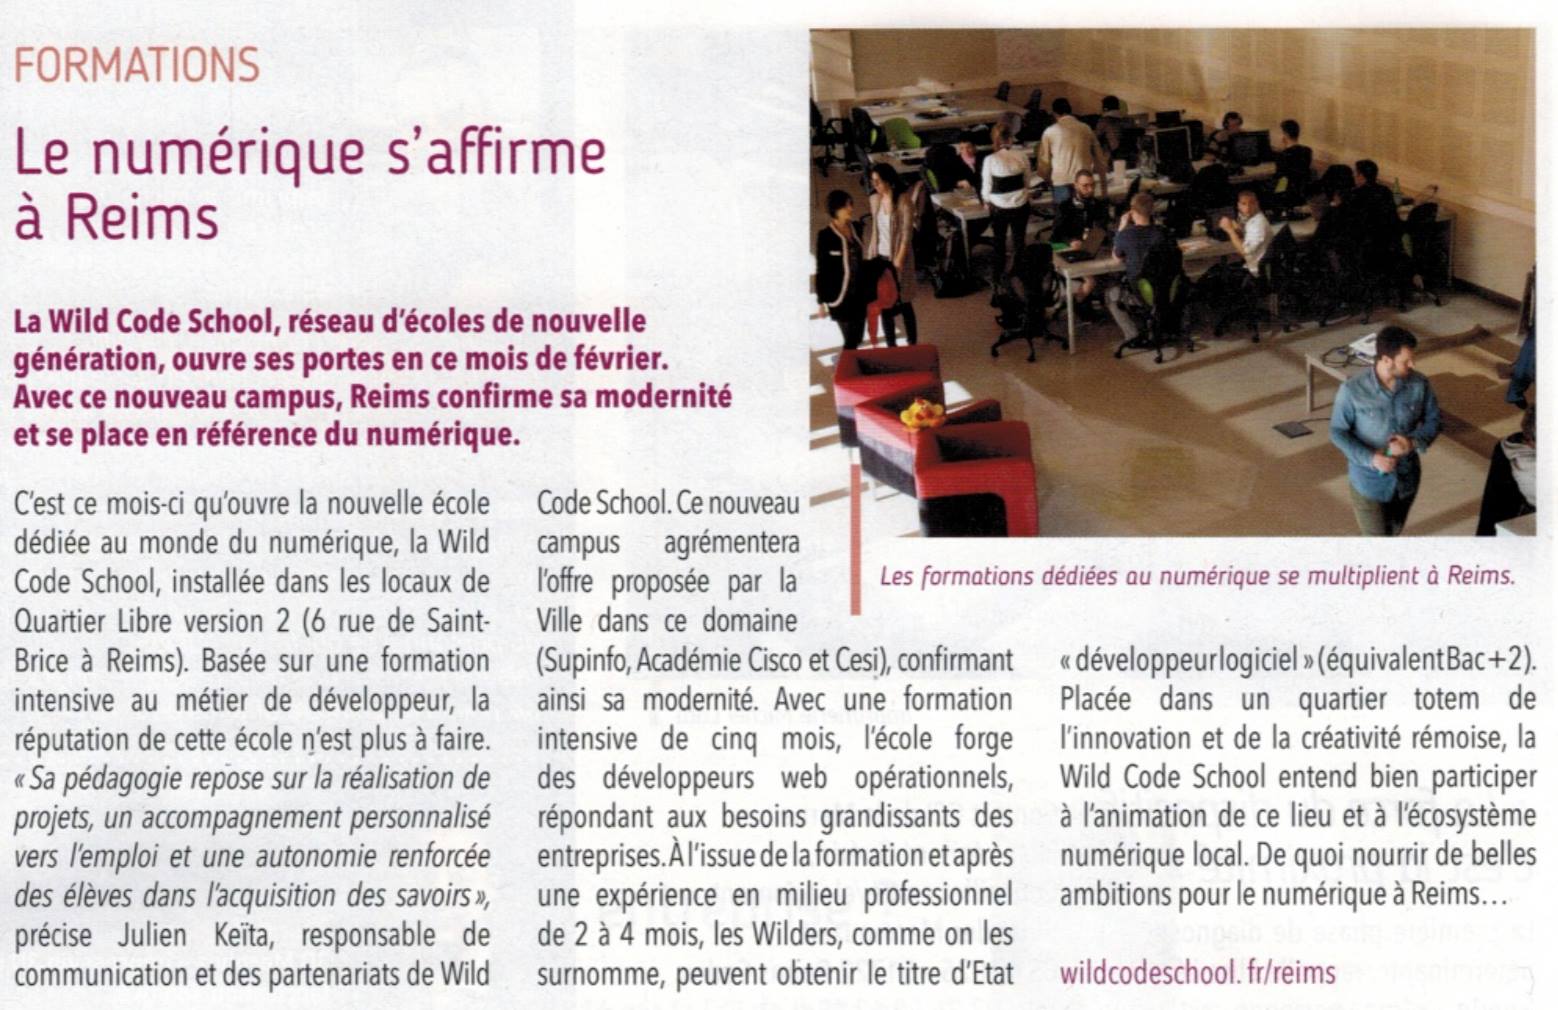 FORMATIONS
Le numérique s'affirme
à Reims
La Wild Code School, réseau d'écoles de nouvelle
génération, ouvre ses portes en ce mois de février.
Avec ce nouveau campus, Reims confirme sa modernité
et se place en référence du numérique.
C'est ce mois-ci qu'ouvre la nouvelle école
dédiée au monde du numérique, la Wild
Code School, installée dans les locaux de
Quartier Libre version 2 (6 rue de Saint-
Brice à Reims). Basée sur une formation
intensive au métier de développeur, la
réputation de cette école n'est plus à faire.
« Sa pédagogie repose sur la réalisation de
projets, un accompagnement personnalisé
vers l'emploi et une autonomie renforcée
des élèves dans l'acquisition des savoirs »,
précise Julien Keïta, responsable de
communication et des partenariats de Wild
Code School. Ce nouveau
campus agrémentera
l'offre proposée par la
Ville dans ce domaine
(Supinfo, Académie Cisco et Cesi), confirmant
ainsi sa modernité. Avec une formation
intensive de cinq mois, l'école forge
des développeurs web opérationnels,
répondant aux besoins grandissants des
entreprises. À l'issue de la formation et après
une expérience en milieu professionnel
de 2 à 4 mois, les Wilders, comme on les
surnomme, peuvent obtenir le titre d'Etat
Les formations dédiées au numérique se multiplient à Reims.
« développeur logiciel » (équivalent Bac+2).
Placée dans un quartier totem de
l'innovation et de la créativité rémoise, la
Wild Code School entend bien participer
à l'animation de ce lieu et à l'écosystème
numérique local. De quoi nourrir de belles
ambitions pour le numérique à Reims...
wildcodeschool.fr/reims